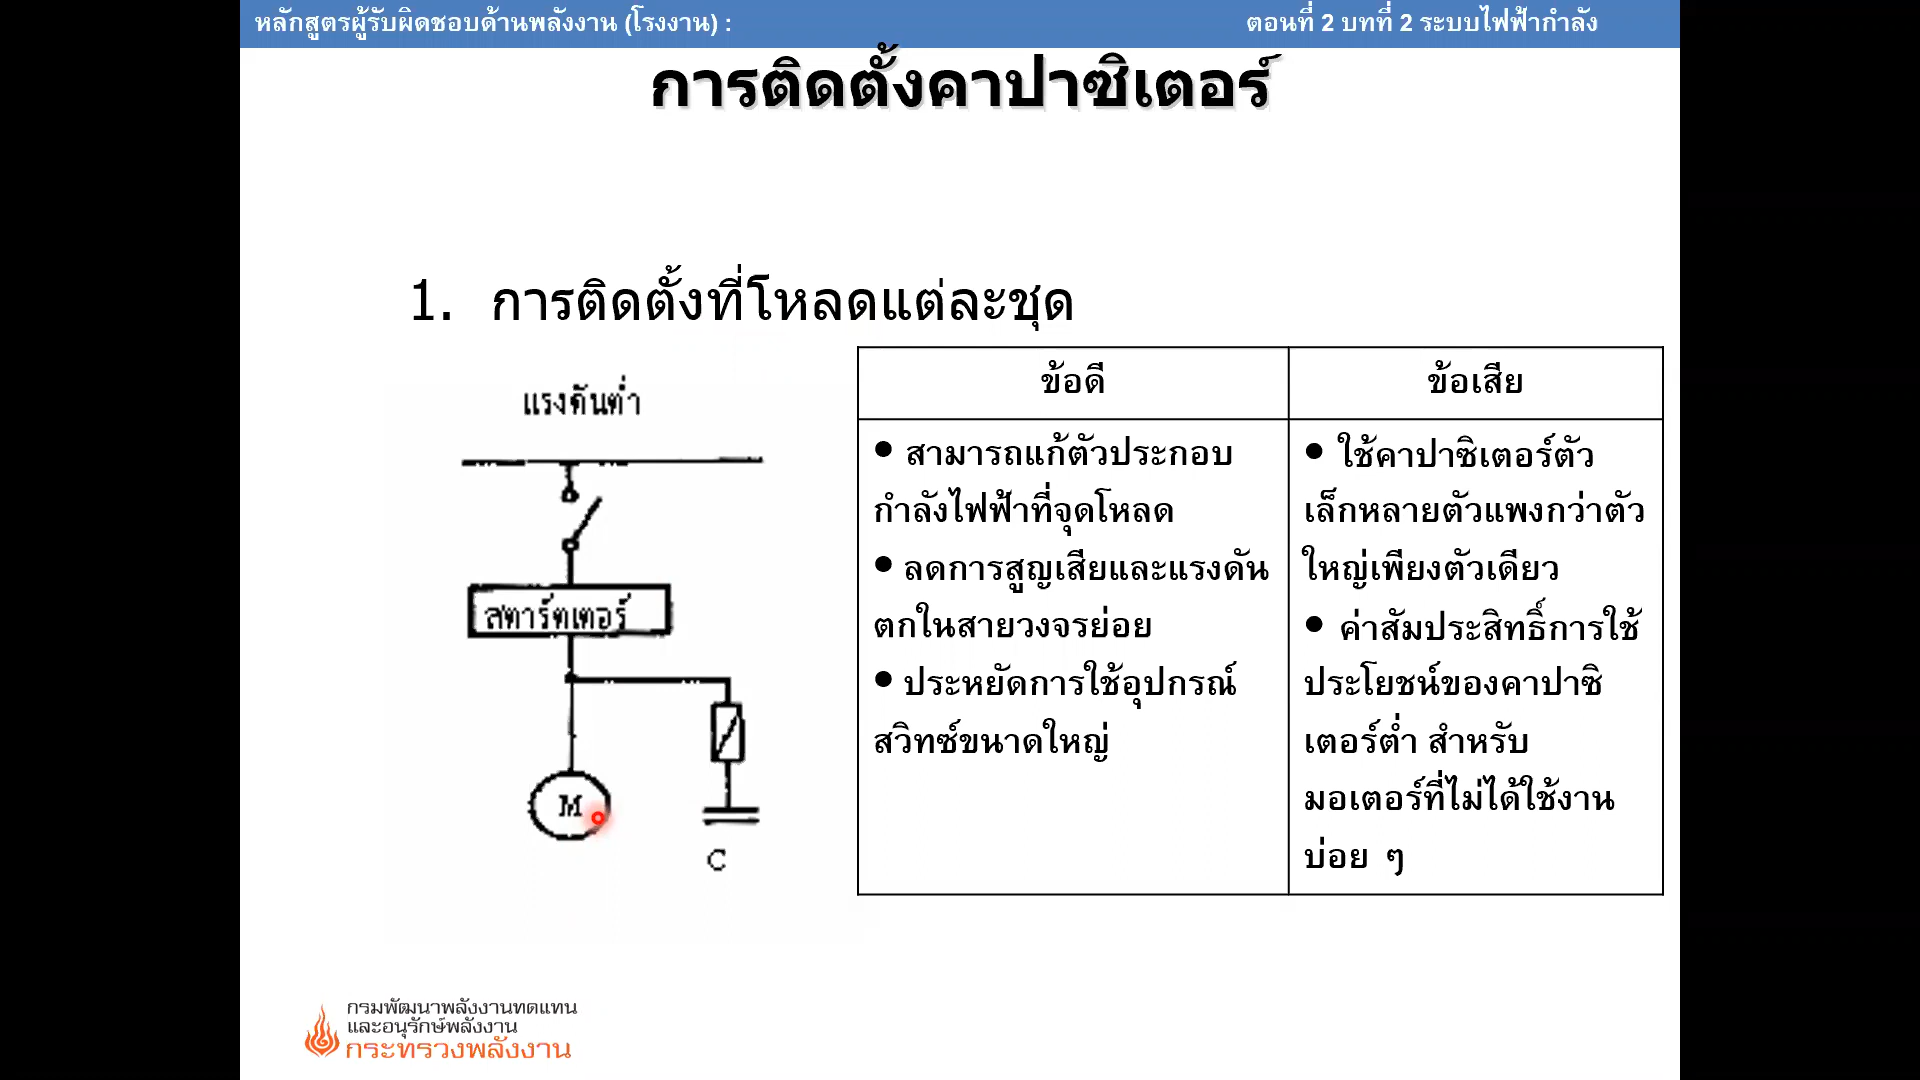 หลักสูตรผู้รับผิดชอบด้านพลังงาน (โรงงาน) :
ตอนที่ 2 บทที่ 2 ระบบไฟฟ้ากำลัง
การติดตั้งคาปาซิเตอร์
1. การติดตั้งที่โหลดแต่ละชุด
แรงดันต่ำ
สตาร์ตเตอร์
M
C
ข้อดี
● สามารถแก้ตัวประกอบ
กำลังไฟฟ้าที่จุดโหลด
● ลดการสูญเสียและแรงดัน
ตกในสายวงจรย่อย
● ประหยัดการใช้อุปกรณ์
สวิทซ์ขนาดใหญ่
ข้อเสีย
● ใช้คาปาซิเตอร์ตัว
เล็กหลายตัวแพงกว่าตัว
ใหญ่เพียงตัวเดียว
● ค่าสัมประสิทธิ์การใช้
ประโยชน์ของคาปาซิ
เตอร์ต่ำ สำหรับ
มอเตอร์ที่ไม่ได้ใช้งาน
บ่อย ๆ
กรมพัฒนาพลังงานทดแทน
และอนุรักษ์พลังงาน
กระทรวงพลังงาน